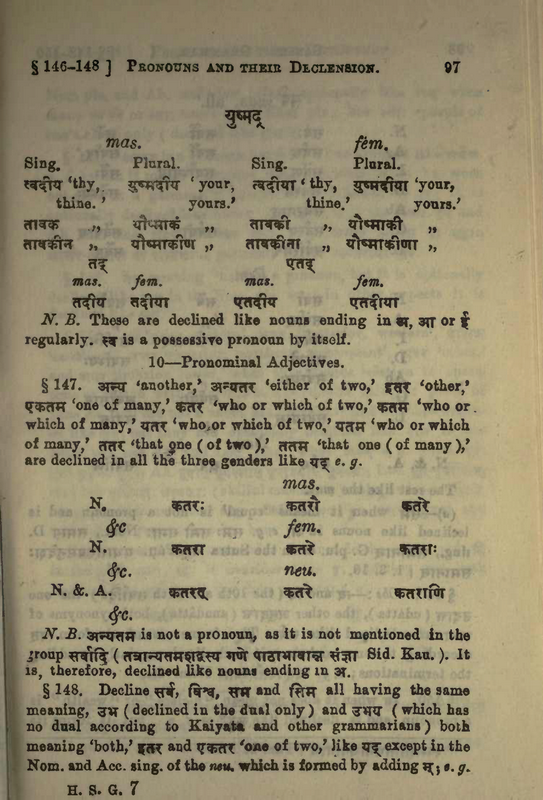 § 146–148 ] PRONOUNS AND THEIR DECLENSION. 97
युष्मद्
mas. fem.
Sing. Plural. Sing. Plural.
त्वदीय 'thy, युष्मदीय 'your, त्वदीया 'thy, युष्मदीया 'your,
thine.' yours.' thine.' yours.'
तावक ,, यौष्माकं ,, तावकी ,, यौष्माकी ,,
तावकीन ,, यौष्माकीण ,, तावकीना ,, यौष्माकीणा ,,
तद् एतद्
mas. fem. mas. fem.
तदीय तदीया एतदीय एतदीया
N. B. These are declined like nouns ending in अ, आ or ई
regularly. स्व is a possessive pronoun by itself.
10—Pronominal Adjectives.
§ 147. अन्य 'another,' अन्यतर 'either of two,' इतर 'other,'
एकतम 'one of many,' कतर 'who or which of two,' कतम 'who or
which of many,' यतर 'who or which of two,' यतम 'who or which
of many,' ततर 'that one ( of two ),' ततम 'that one ( of many ),'
are declined in all the three genders like यद् e. g.
mas.
N. कतरः कतरौ कतरे
&c fem.
N. कतरा कतरे कतराः
&c. neu.
N. & A. कतरत् कतरे कतराणि
&c.
N. B. अन्यतम is not a pronoun, as it is not mentioned in the
group सर्वादि ( तत्रान्यतमशब्दस्य गणे पाठाभावान्न संज्ञा Sid. Kau. ). It
is, therefore, declined like nouns ending in अ.
§ 148. Decline सर्व, विश्व, सम and सिम all having the same
meaning, उभ ( declined in the dual only ) and उभय ( which has
no dual according to Kaiyata and other grammarians ) both
meaning 'both,' इतर and एकतर 'one of two,' like यद् except in the
Nom. and Acc. sing. of the neu. which is formed by adding म्; e. g.
H. S. G. 7